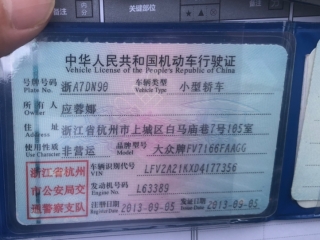 关键部位
中华人民共和国机动车行驶证
Vehicle License of the People's Republic of China
号牌号码 浙A7DN90 车辆类型 小型轿车
Plate No. Vehicle Type
所有人 应蓉娜
Owner
住址 浙江省杭州市上城区白马庙巷7号105室
Address
使用性质 非营运 品牌型号 大众牌FV7166FAAGG
Use Character Model
浙江省杭州市公安局交通警察支队
车辆识别代号 LFV2A21KXD4177356
VIN
发动机号码 L63389
Engine No.
注册日期 2013-09-05 发证日期 2013-09-05
Register Date Issue Date